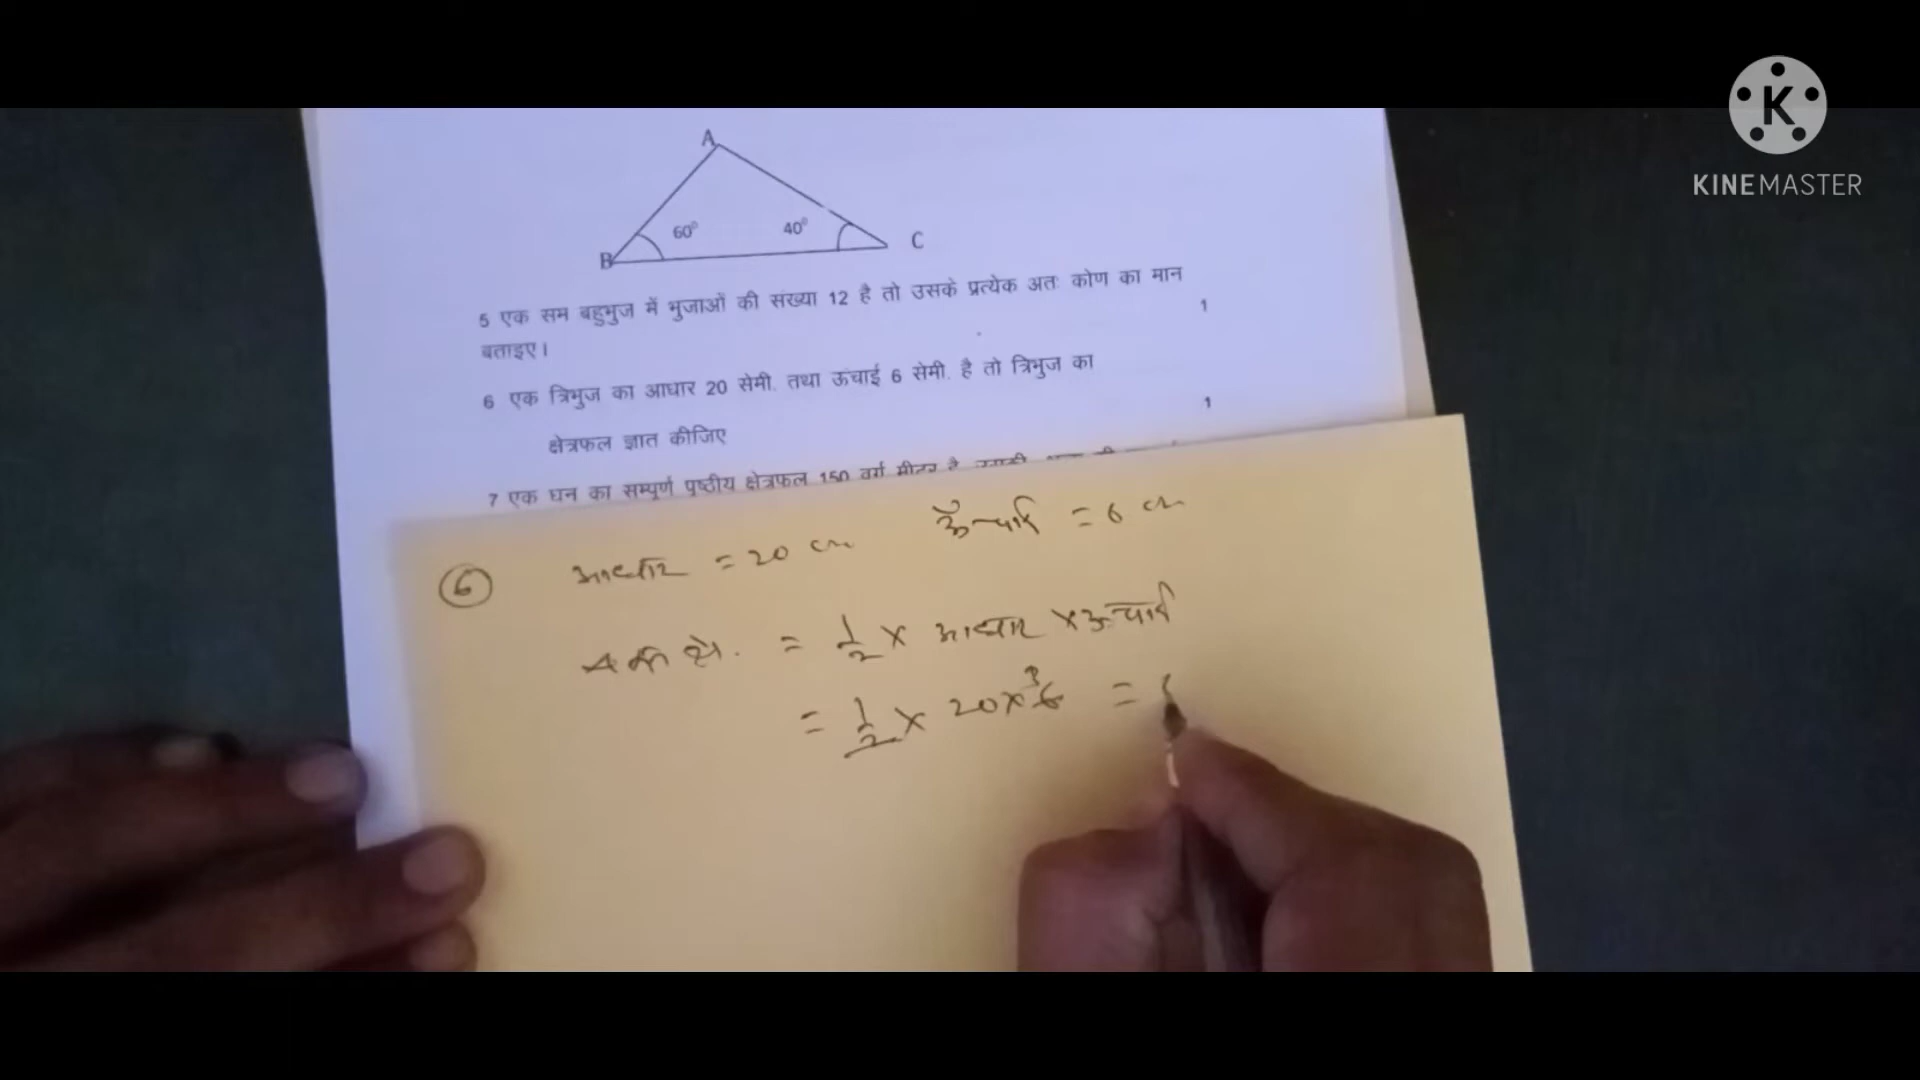 KINEMASTER
A
60° 40°
B C
5 एक सम बहुभुज में भुजाओं की संख्या 12 है तो उसके प्रत्येक अतः कोण का मान
बताइए। 1
6 एक त्रिभुज का आधार 20 सेमी. तथा ऊंचाई 6 सेमी. है तो त्रिभुज का
क्षेत्रफल ज्ञात कीजिए 1
7 एक घन का सम्पूर्ण पृष्ठीय क्षेत्रफल 150 वर्ग मीटर है
6 आधार = 20 cm ऊँचाई = 6 cm
= 1/2 × आधार × ऊंचाई
= 1/2 × 20 × 6 3 =